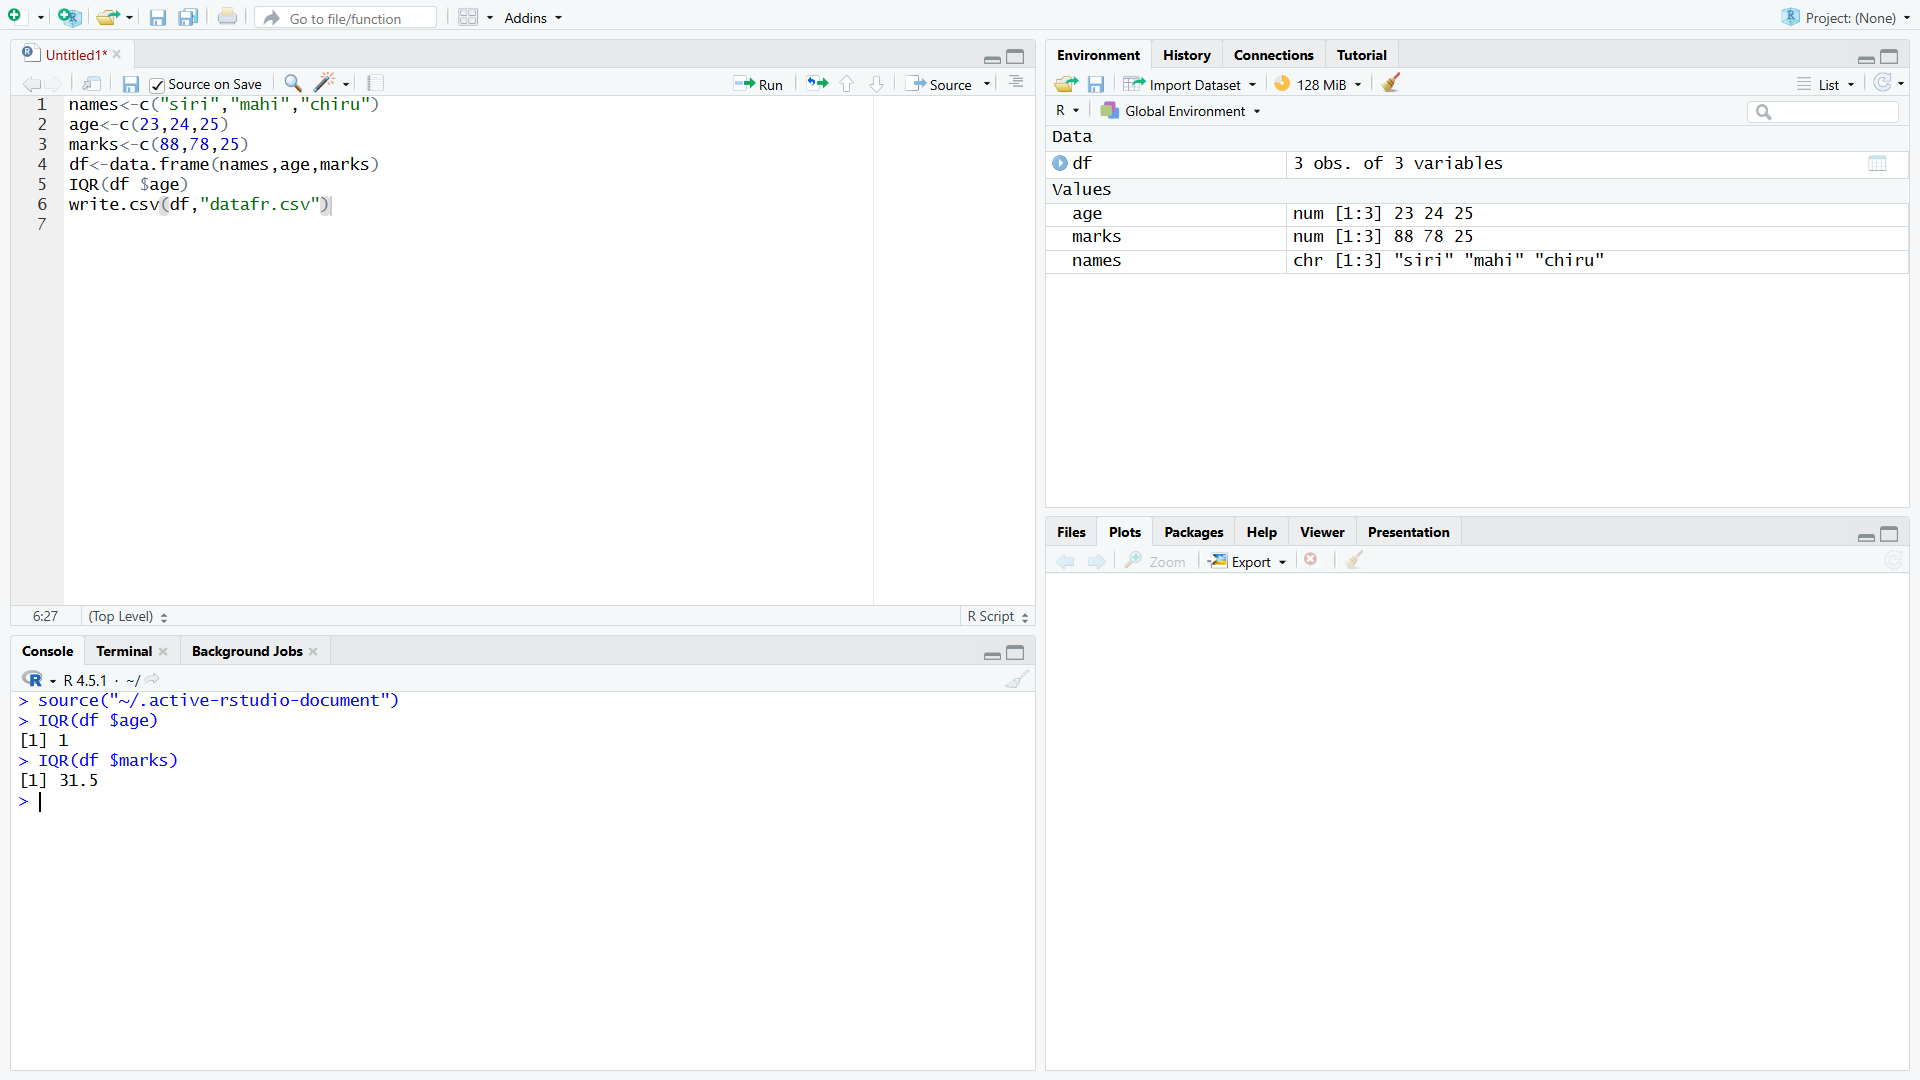 Go to file/function
Addins
Project: (None)
Untitled1*
Source on Save
Run
Source
1 names<-c("siri","mahi","chiru")
2 age<-c(23,24,25)
3 marks<-c(88,78,25)
4 df<-data.frame(names,age,marks)
5 IQR(df $age)
6 write.csv(df,"datafr.csv")
7
6:27 (Top Level) R Script
Console Terminal Background Jobs
R 4.5.1 · ~/
> source("~/.active-rstudio-document")
> IQR(df $age)
[1] 1
> IQR(df $marks)
[1] 31.5
>
Environment History Connections Tutorial
Import Dataset 128 MiB List
R Global Environment
Data
df 3 obs. of 3 variables
Values
age num [1:3] 23 24 25
marks num [1:3] 88 78 25
names chr [1:3] "siri" "mahi" "chiru"
Files Plots Packages Help Viewer Presentation
Zoom Export